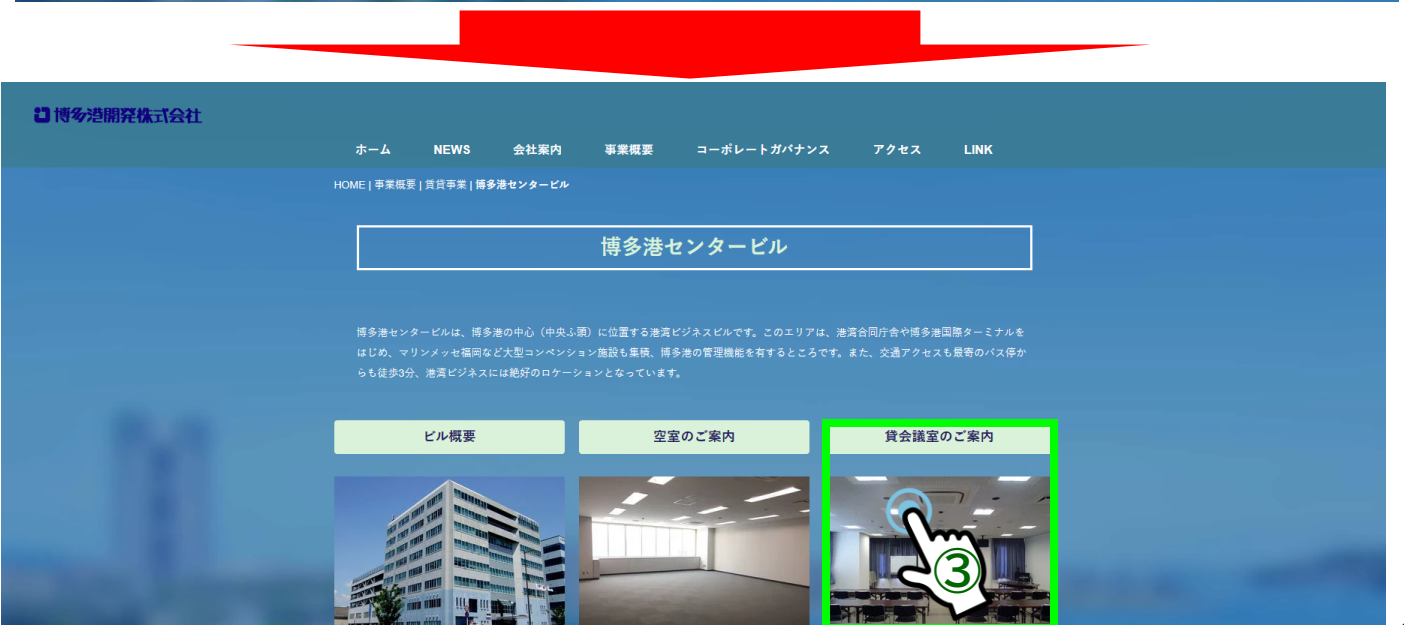 博多港開発株式会社
ホーム NEWS 会社案内 事業概要 コーポレートガバナンス アクセス LINK
HOME | 事業概要 | 賃貸事業 | 博多港センタービル
博多港センタービル
博多港センタービルは、博多港の中心（中央ふ頭）に位置する港湾ビジネスビルです。このエリアは、港湾合同庁舎や博多港国際ターミナルを
はじめ、マリンメッセ福岡など大型コンベンション施設も集積、博多港の管理機能を有するところです。また、交通アクセスも最寄のバス停か
らも徒歩3分、港湾ビジネスには絶好のロケーションとなっています。
ビル概要 空室のご案内 貸会議室のご案内
③